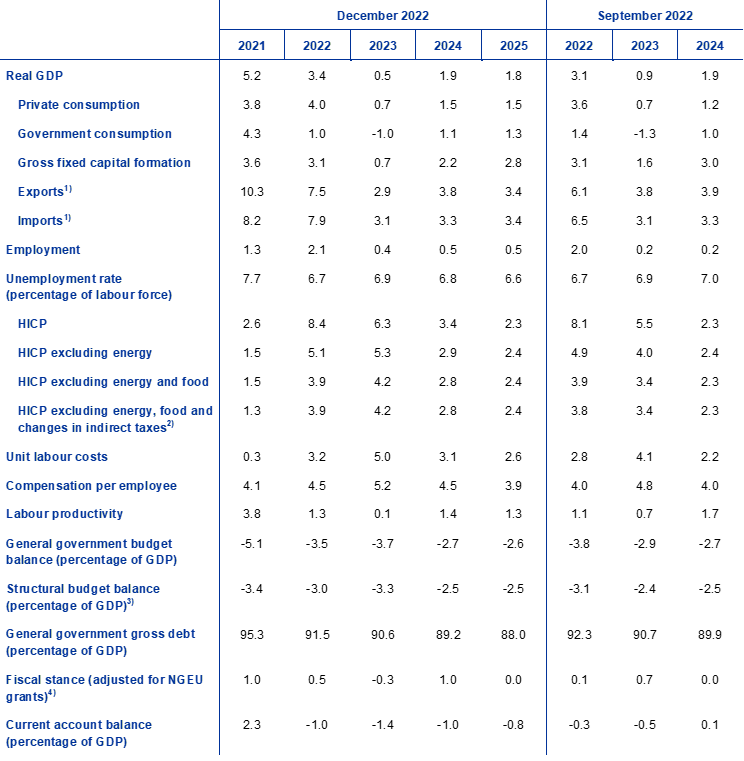 December 2022 September 2022
2021 2022 2023 2024 2025 2022 2023 2024
Real GDP 5.2 3.4 0.5 1.9 1.8 3.1 0.9 1.9
Private consumption 3.8 4.0 0.7 1.5 1.5 3.6 0.7 1.2
Government consumption 4.3 1.0 -1.0 1.1 1.3 1.4 -1.3 1.0
Gross fixed capital formation 3.6 3.1 0.7 2.2 2.8 3.1 1.6 3.0
Exports1) 10.3 7.5 2.9 3.8 3.4 6.1 3.8 3.9
Imports1) 8.2 7.9 3.1 3.3 3.4 6.5 3.1 3.3
Employment 1.3 2.1 0.4 0.5 0.5 2.0 0.2 0.2
Unemployment rate 7.7 6.7 6.9 6.8 6.6 6.7 6.9 7.0
(percentage of labour force)
HICP 2.6 8.4 6.3 3.4 2.3 8.1 5.5 2.3
HICP excluding energy 1.5 5.1 5.3 2.9 2.4 4.9 4.0 2.4
HICP excluding energy and food 1.5 3.9 4.2 2.8 2.4 3.9 3.4 2.3
HICP excluding energy, food and 1.3 3.9 4.2 2.8 2.4 3.8 3.4 2.3
changes in indirect taxes2)
Unit labour costs 0.3 3.2 5.0 3.1 2.6 2.8 4.1 2.2
Compensation per employee 4.1 4.5 5.2 4.5 3.9 4.0 4.8 4.0
Labour productivity 3.8 1.3 0.1 1.4 1.3 1.1 0.7 1.7
General government budget -5.1 -3.5 -3.7 -2.7 -2.6 -3.8 -2.9 -2.7
balance (percentage of GDP)
Structural budget balance -3.4 -3.0 -3.3 -2.5 -2.5 -3.1 -2.4 -2.5
(percentage of GDP)3)
General government gross debt 95.3 91.5 90.6 89.2 88.0 92.3 90.7 89.9
(percentage of GDP)
Fiscal stance (adjusted for NGEU 1.0 0.5 -0.3 1.0 0.0 0.1 0.7 0.0
grants)4)
Current account balance 2.3 -1.0 -1.4 -1.0 -0.8 -0.3 -0.5 0.1
(percentage of GDP)